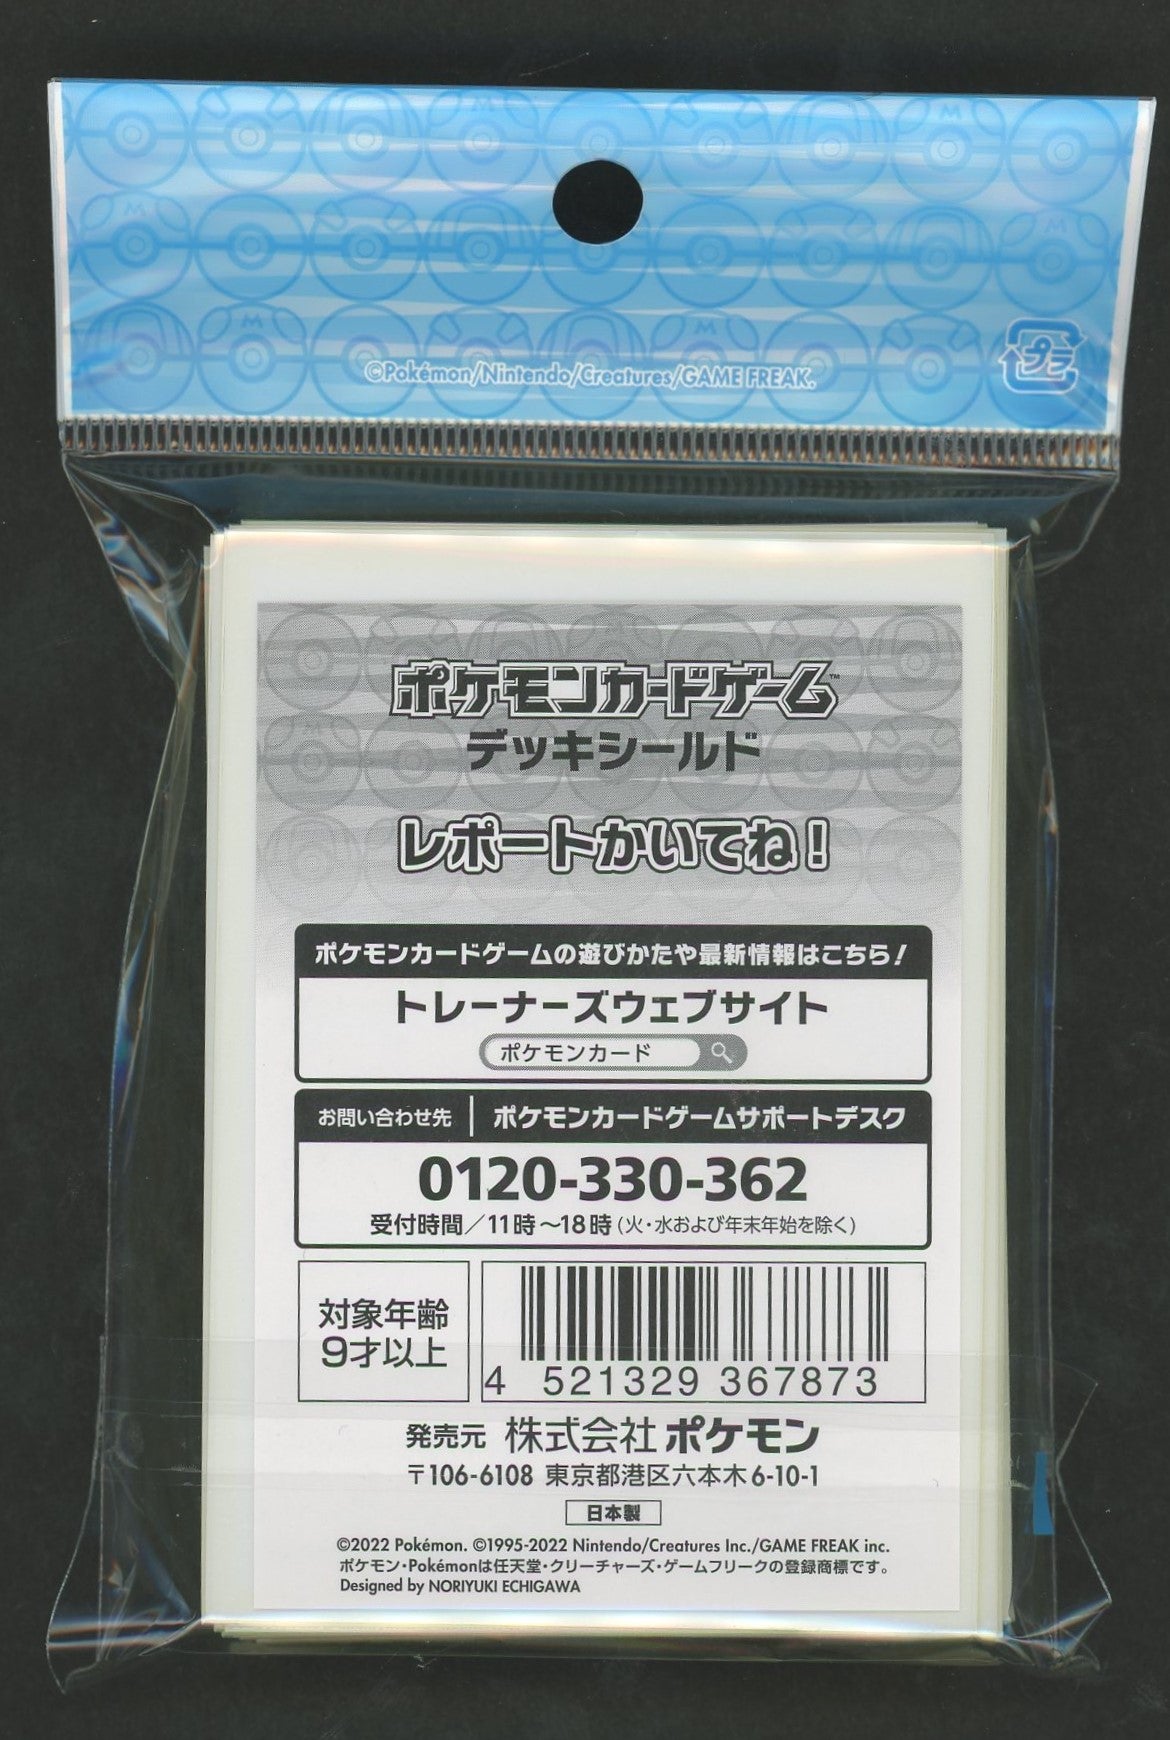 ©Pokémon/Nintendo/Creatures/GAME FREAK.
プラ
ポケモンカードゲーム™
デッキシールド
レポートかいてね！
ポケモンカードゲームの遊びかたや最新情報はこちら！
トレーナーズウェブサイト
ポケモンカード
お問い合わせ先 ポケモンカードゲームサポートデスク
0120-330-362
受付時間／11時～18時（火・水および年末年始を除く）
対象年齢
9才以上
4 521329 367873
発売元 株式会社ポケモン
〒106-6108 東京都港区六本木6-10-1
日本製
©2022 Pokémon. ©1995-2022 Nintendo/Creatures Inc./GAME FREAK inc.
ポケモン・Pokémonは任天堂・クリーチャーズ・ゲームフリークの登録商標です。
Designed by NORIYUKI ECHIGAWA